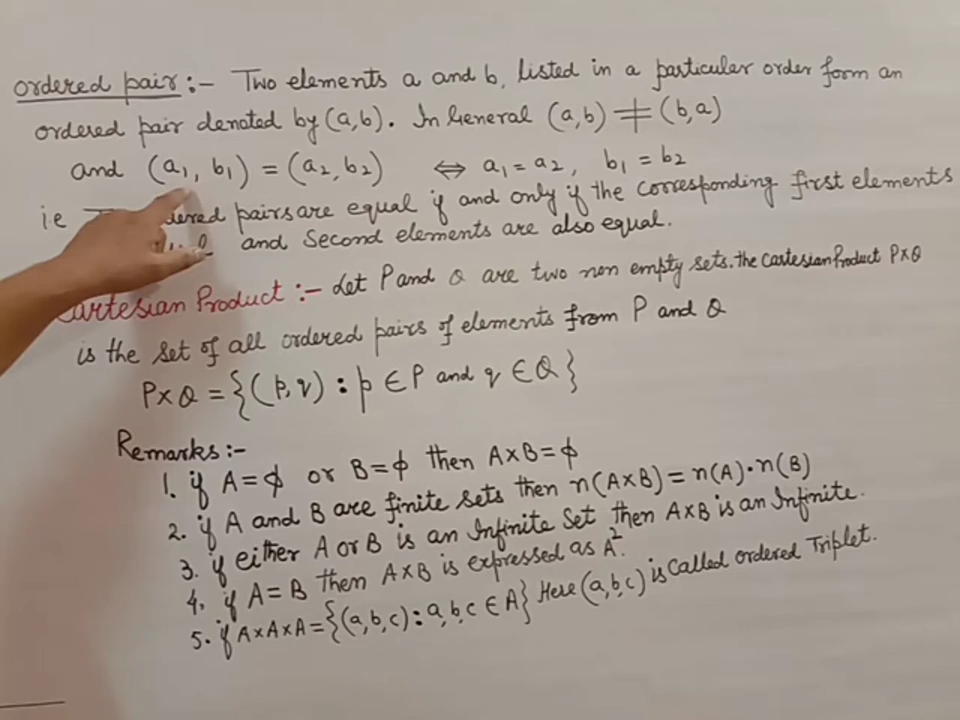 ordered pair :- Two elements a and b, listed in a particular order form an
ordered pair denoted by (a,b). In General (a,b) ≠ (b,a)
and (a₁, b₁) = (a₂, b₂) ⇔ a₁ = a₂, b₁ = b₂
ie pairs are equal if and only if the corresponding first elements
and second elements are also equal.
Cartesian Product :- Let P and Q are two non empty sets. the Cartesian Product P×Q
is the set of all ordered pairs of elements from P and Q
P×Q = {(p,q) : p ∈ P and q ∈ Q}
Remarks :-
1. if A = ϕ or B = ϕ then A×B = ϕ
2. if A and B are finite sets then n(A×B) = n(A)·n(B)
3. if either A or B is an Infinite Set then A×B is an Infinite.
4. if A = B then A×B is expressed as A².
5. if A×A×A = {(a,b,c) : a,b,c ∈ A} Here (a,b,c) is called ordered Triplet.